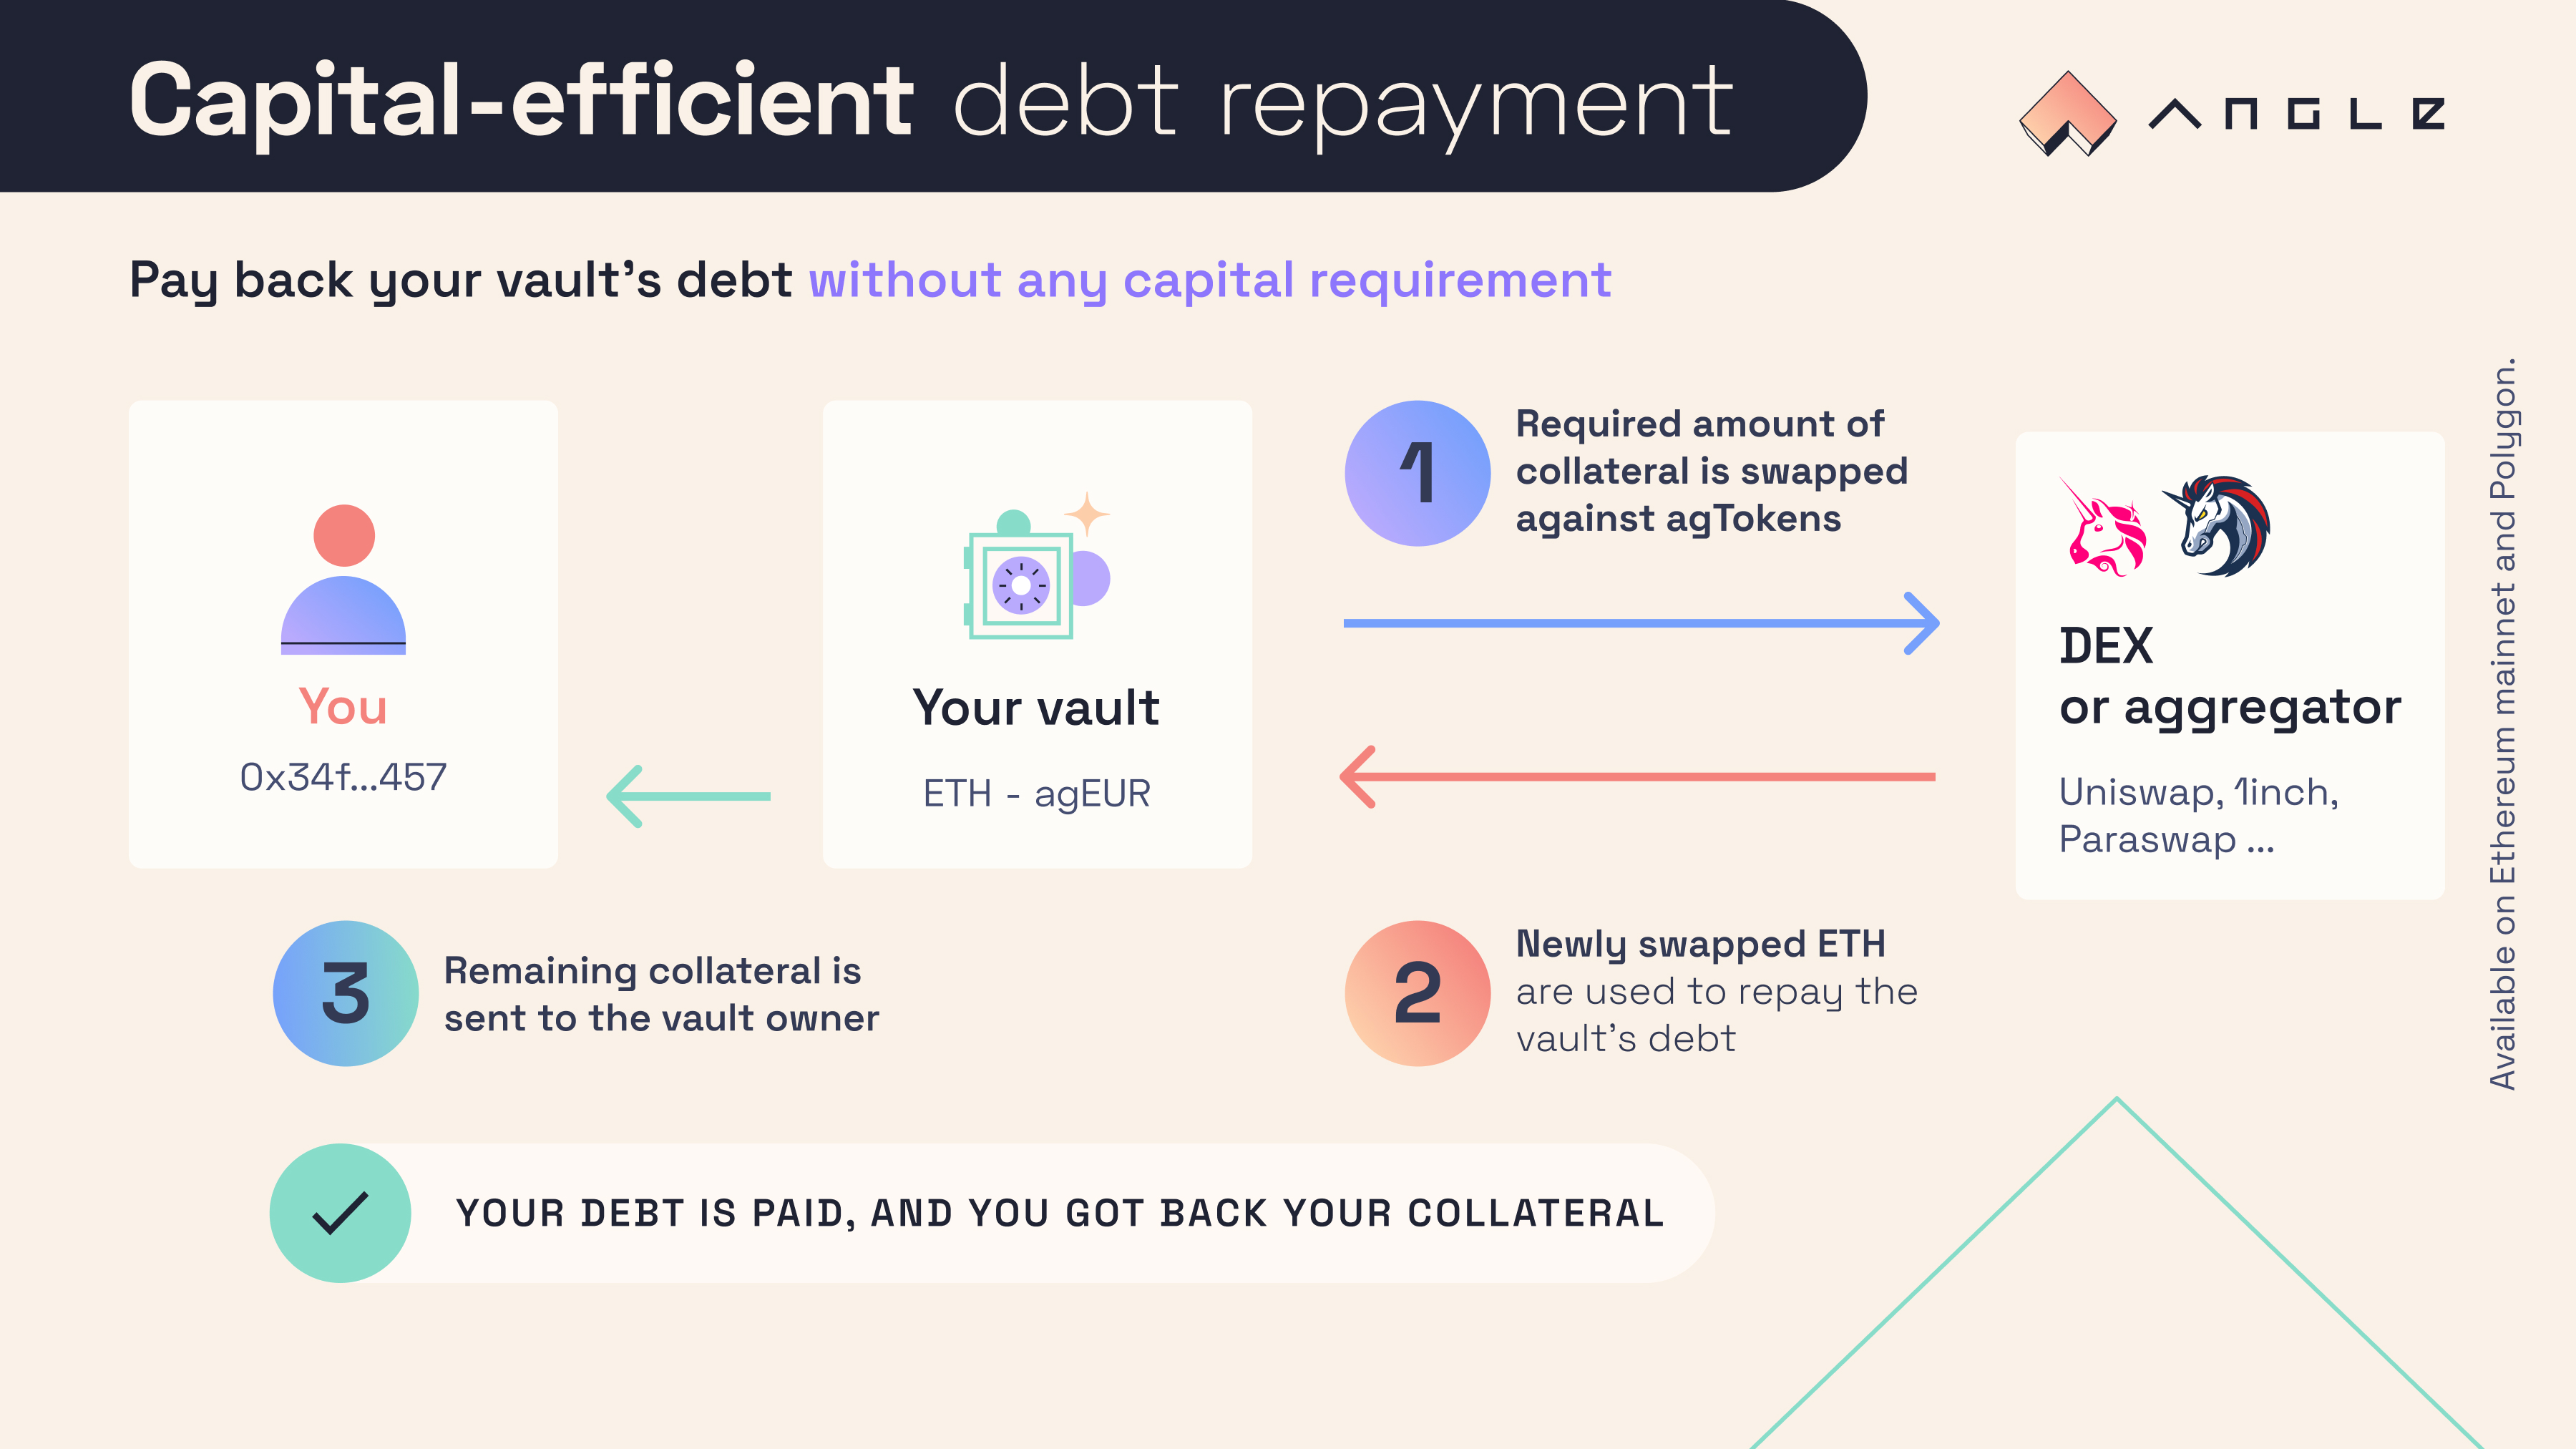 Capital-efficient debt repayment
ANGLE
Pay back your vault's debt without any capital requirement
You
0x34f...457
Your vault
ETH - agEUR
1
Required amount of
collateral is swapped
against agTokens
DEX
or aggregator
Uniswap, 1inch,
Paraswap ...
2
Newly swapped ETH
are used to repay the
vault's debt
3
Remaining collateral is
sent to the vault owner
YOUR DEBT IS PAID, AND YOU GOT BACK YOUR COLLATERAL
Available on Ethereum mainnet and Polygon.